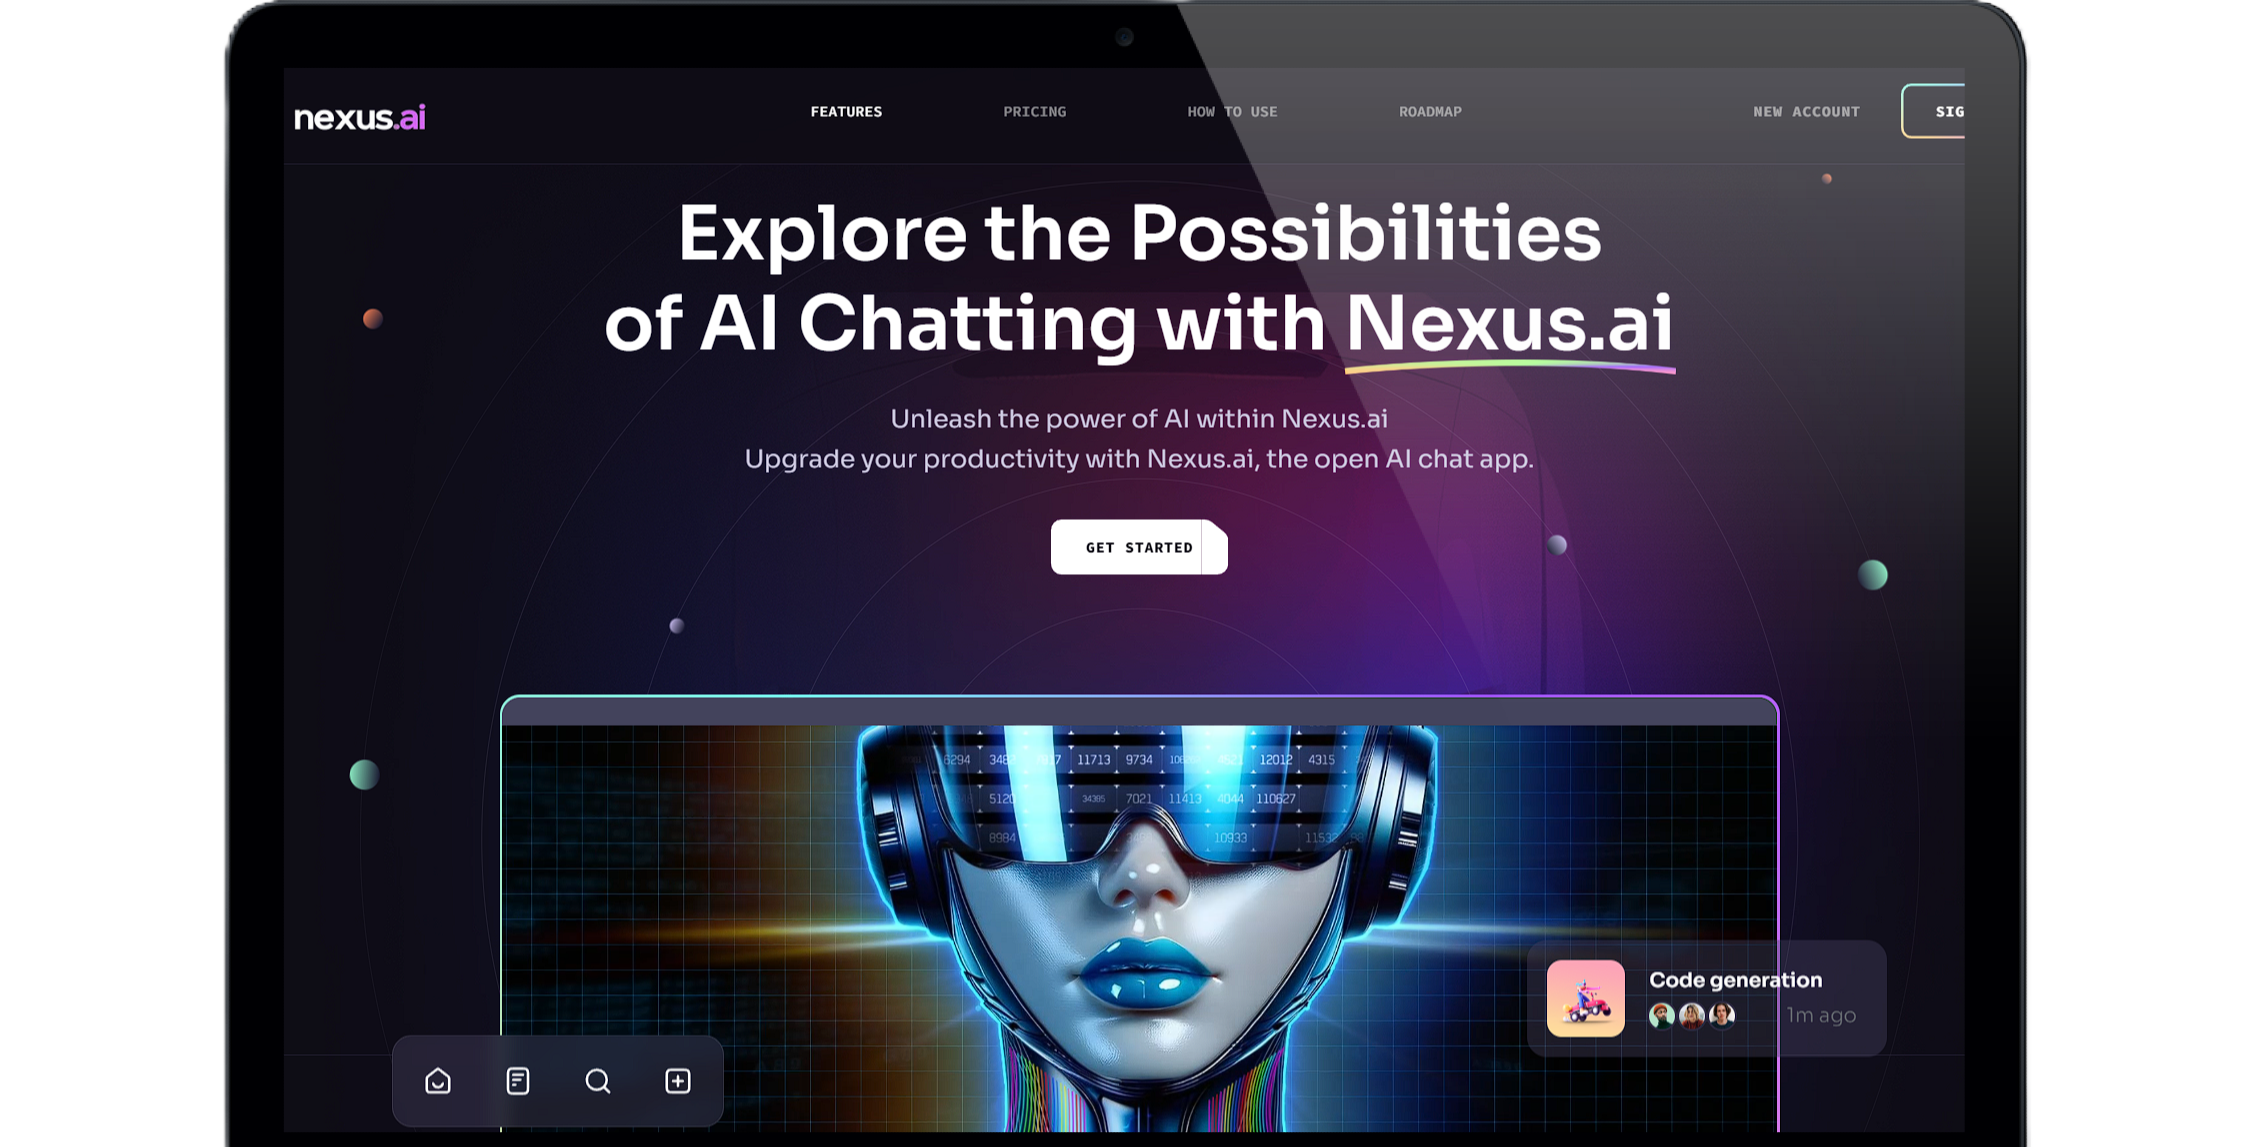 nexus.ai
FEATURES
PRICING
HOW TO USE
ROADMAP
NEW ACCOUNT
SIG
Explore the Possibilities
of AI Chatting with Nexus.ai
Unleash the power of AI within Nexus.ai
Upgrade your productivity with Nexus.ai, the open AI chat app.
GET STARTED
6294 11713 9734 12012 4315
5120 34385 7021 11413 4044 110627
8984 10933
Code generation
1m ago